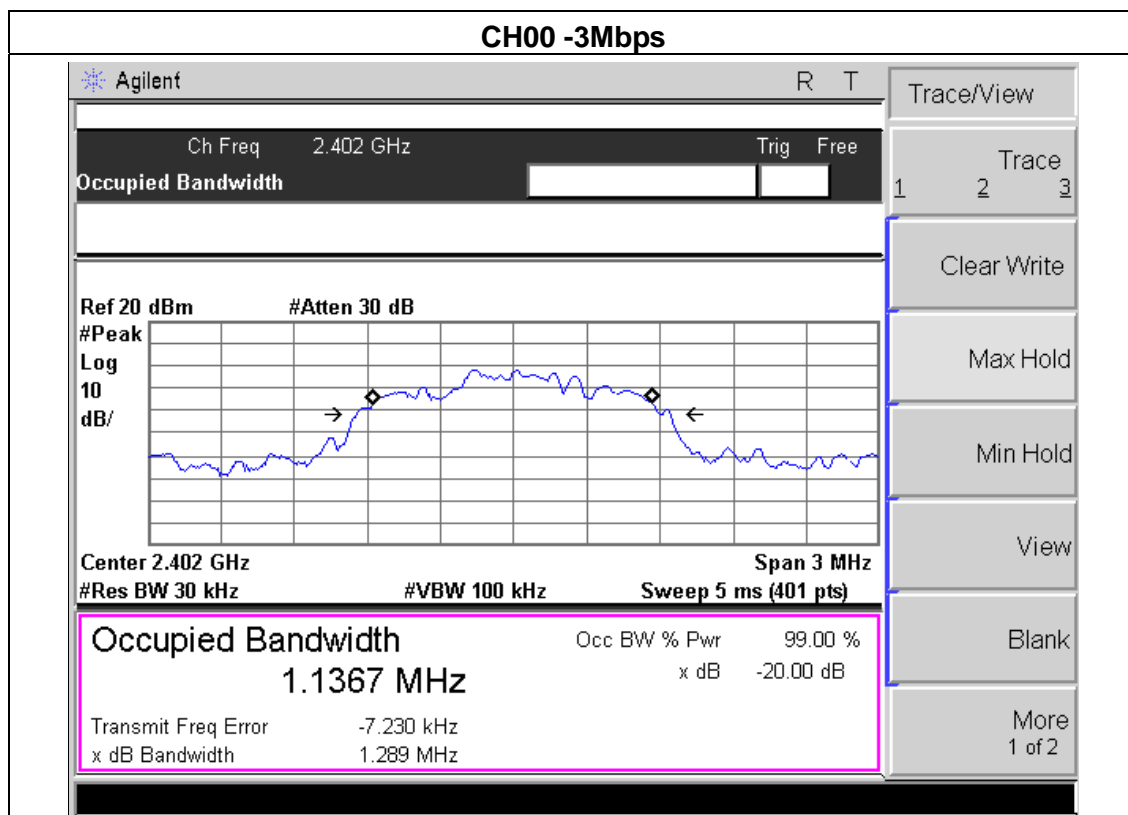 CH00 -3Mbps
Agilent R T
Ch Freq 2.402 GHz Trig Free
Occupied Bandwidth
Ref 20 dBm #Atten 30 dB
#Peak
Log
10
dB/
Center 2.402 GHz Span 3 MHz
#Res BW 30 kHz #VBW 100 kHz Sweep 5 ms (401 pts)
Occupied Bandwidth Occ BW % Pwr 99.00 %
1.1367 MHz x dB -20.00 dB
Transmit Freq Error -7.230 kHz
x dB Bandwidth 1.289 MHz
Trace/View
Trace
1 2 3
Clear Write
Max Hold
Min Hold
View
Blank
More
1 of 2